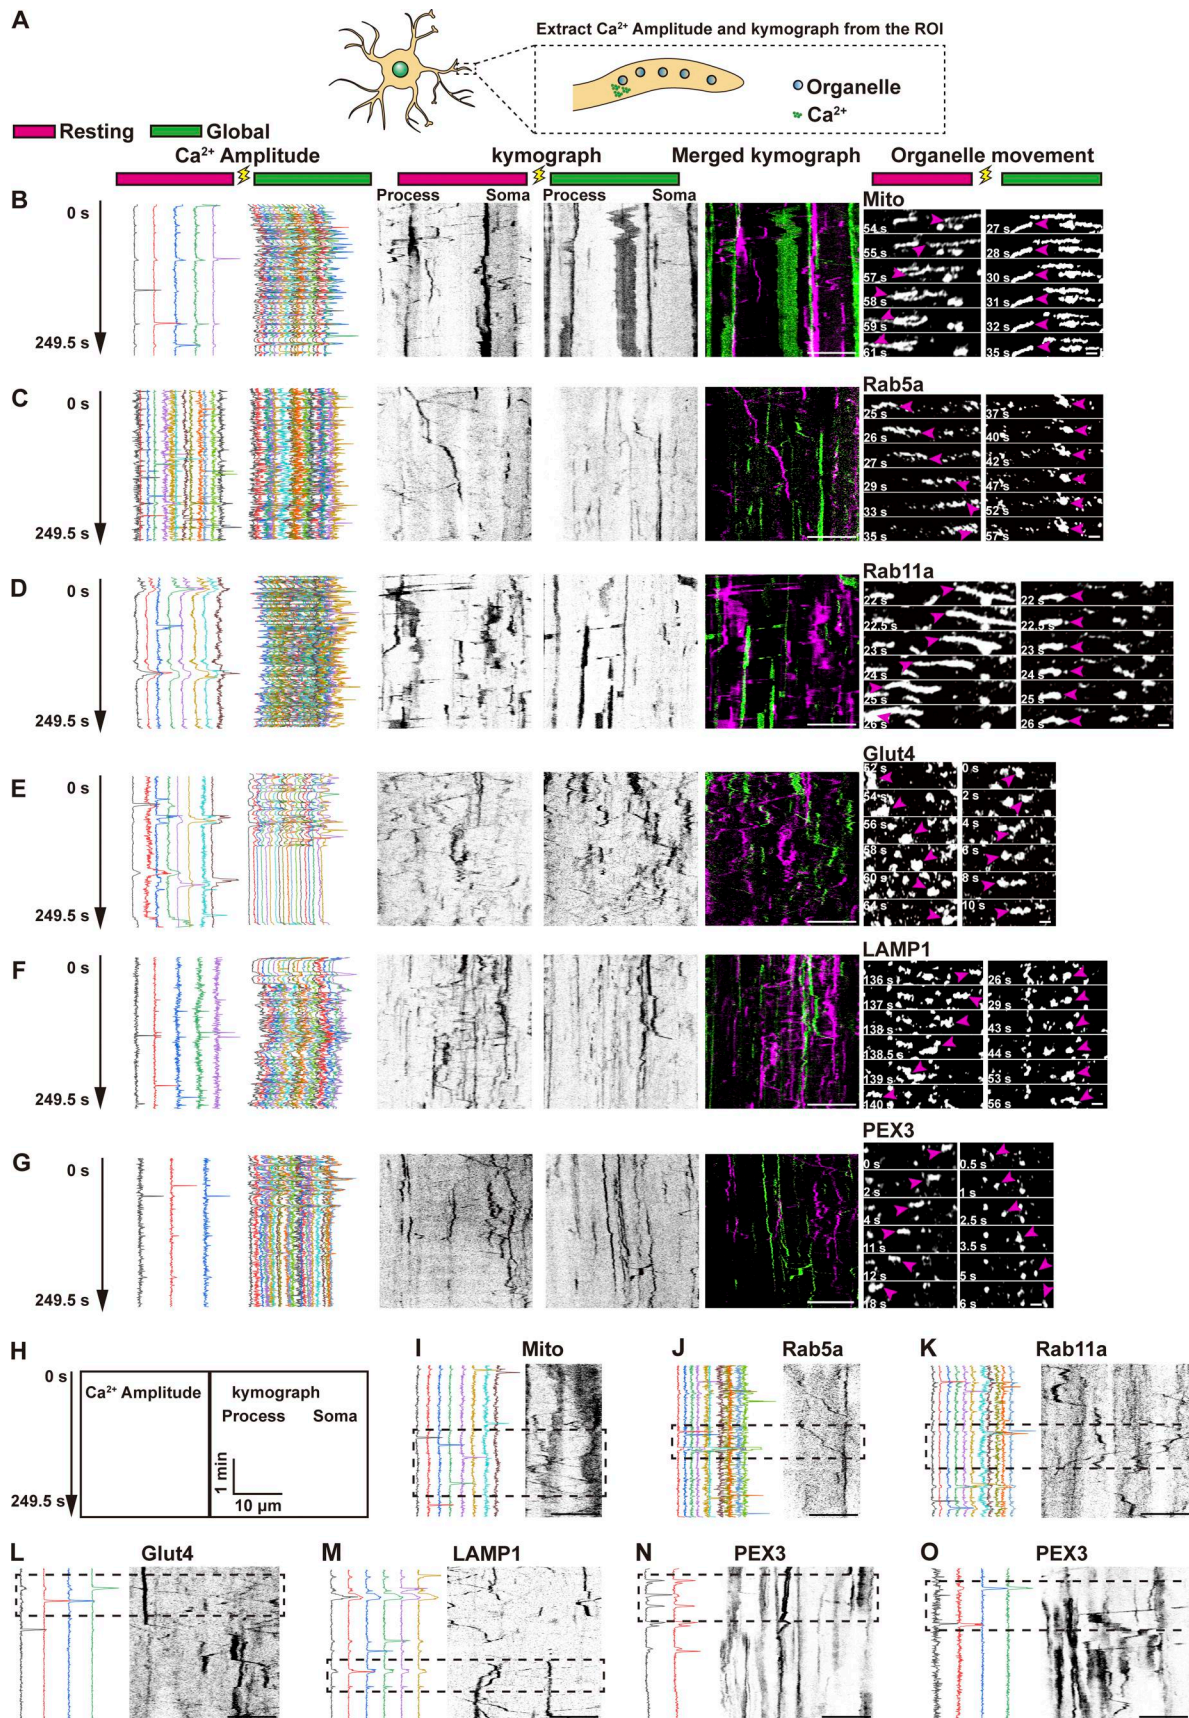 A
Extract Ca²⁺ Amplitude and kymograph from the ROI
Organelle
Ca²⁺
Resting
Global
Ca²⁺ Amplitude
kymograph
Merged kymograph
Organelle movement
Process
Soma
Process
Soma
B
0 s
249.5 s
Mito
54 s
55 s
57 s
58 s
59 s
61 s
27 s
28 s
30 s
31 s
32 s
35 s
C
0 s
249.5 s
Rab5a
25 s
26 s
27 s
29 s
33 s
35 s
37 s
40 s
42 s
47 s
52 s
57 s
D
0 s
249.5 s
Rab11a
22 s
22.5 s
23 s
24 s
25 s
26 s
22 s
22.5 s
23 s
24 s
25 s
26 s
E
0 s
249.5 s
Glut4
52 s
54 s
56 s
58 s
60 s
64 s
0 s
2 s
4 s
6 s
8 s
10 s
F
0 s
249.5 s
LAMP1
136 s
137 s
138 s
138.5 s
139 s
140 s
26 s
29 s
43 s
44 s
53 s
56 s
G
0 s
249.5 s
PEX3
0 s
2 s
4 s
11 s
12 s
18 s
0.5 s
1 s
2.5 s
3.5 s
5 s
6 s
H
0 s
249.5 s
Ca²⁺ Amplitude
kymograph
Process
Soma
1 min
10 μm
I
Mito
J
Rab5a
K
Rab11a
L
Glut4
M
LAMP1
N
PEX3
O
PEX3